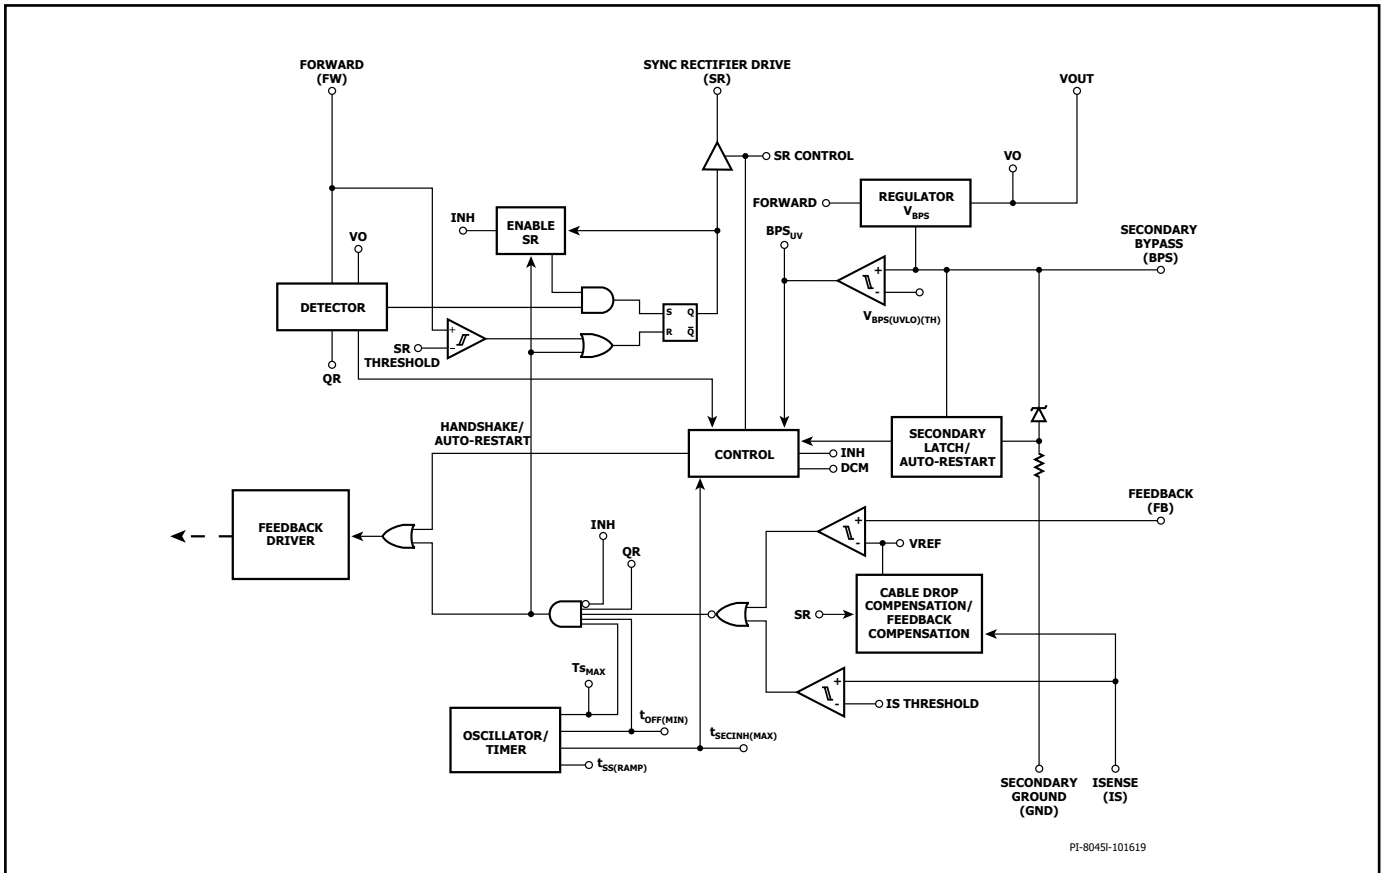 FORWARD
(FW)
SYNC RECTIFIER DRIVE
(SR)
VOUT
SR CONTROL
VO
FORWARD
REGULATOR
VBPS
INH
ENABLE
SR
BPSUV
SECONDARY
BYPASS
(BPS)
VO
+
-
VBPS(UVLO)(TH)
DETECTOR
S
Q
R
Q̅
+
−
SR
THRESHOLD
QR
HANDSHAKE/
AUTO-RESTART
CONTROL
INH
DCM
SECONDARY
LATCH/
AUTO-RESTART
FEEDBACK
(FB)
FEEDBACK
DRIVER
INH
QR
+
-
VREF
CABLE DROP
COMPENSATION/
FEEDBACK
COMPENSATION
SR
TsMAX
+
-
IS THRESHOLD
OSCILLATOR/
TIMER
tOFF(MIN)
tSECINH(MAX)
tSS(RAMP)
SECONDARY
GROUND
(GND)
ISENSE
(IS)
PI-8045l-101619